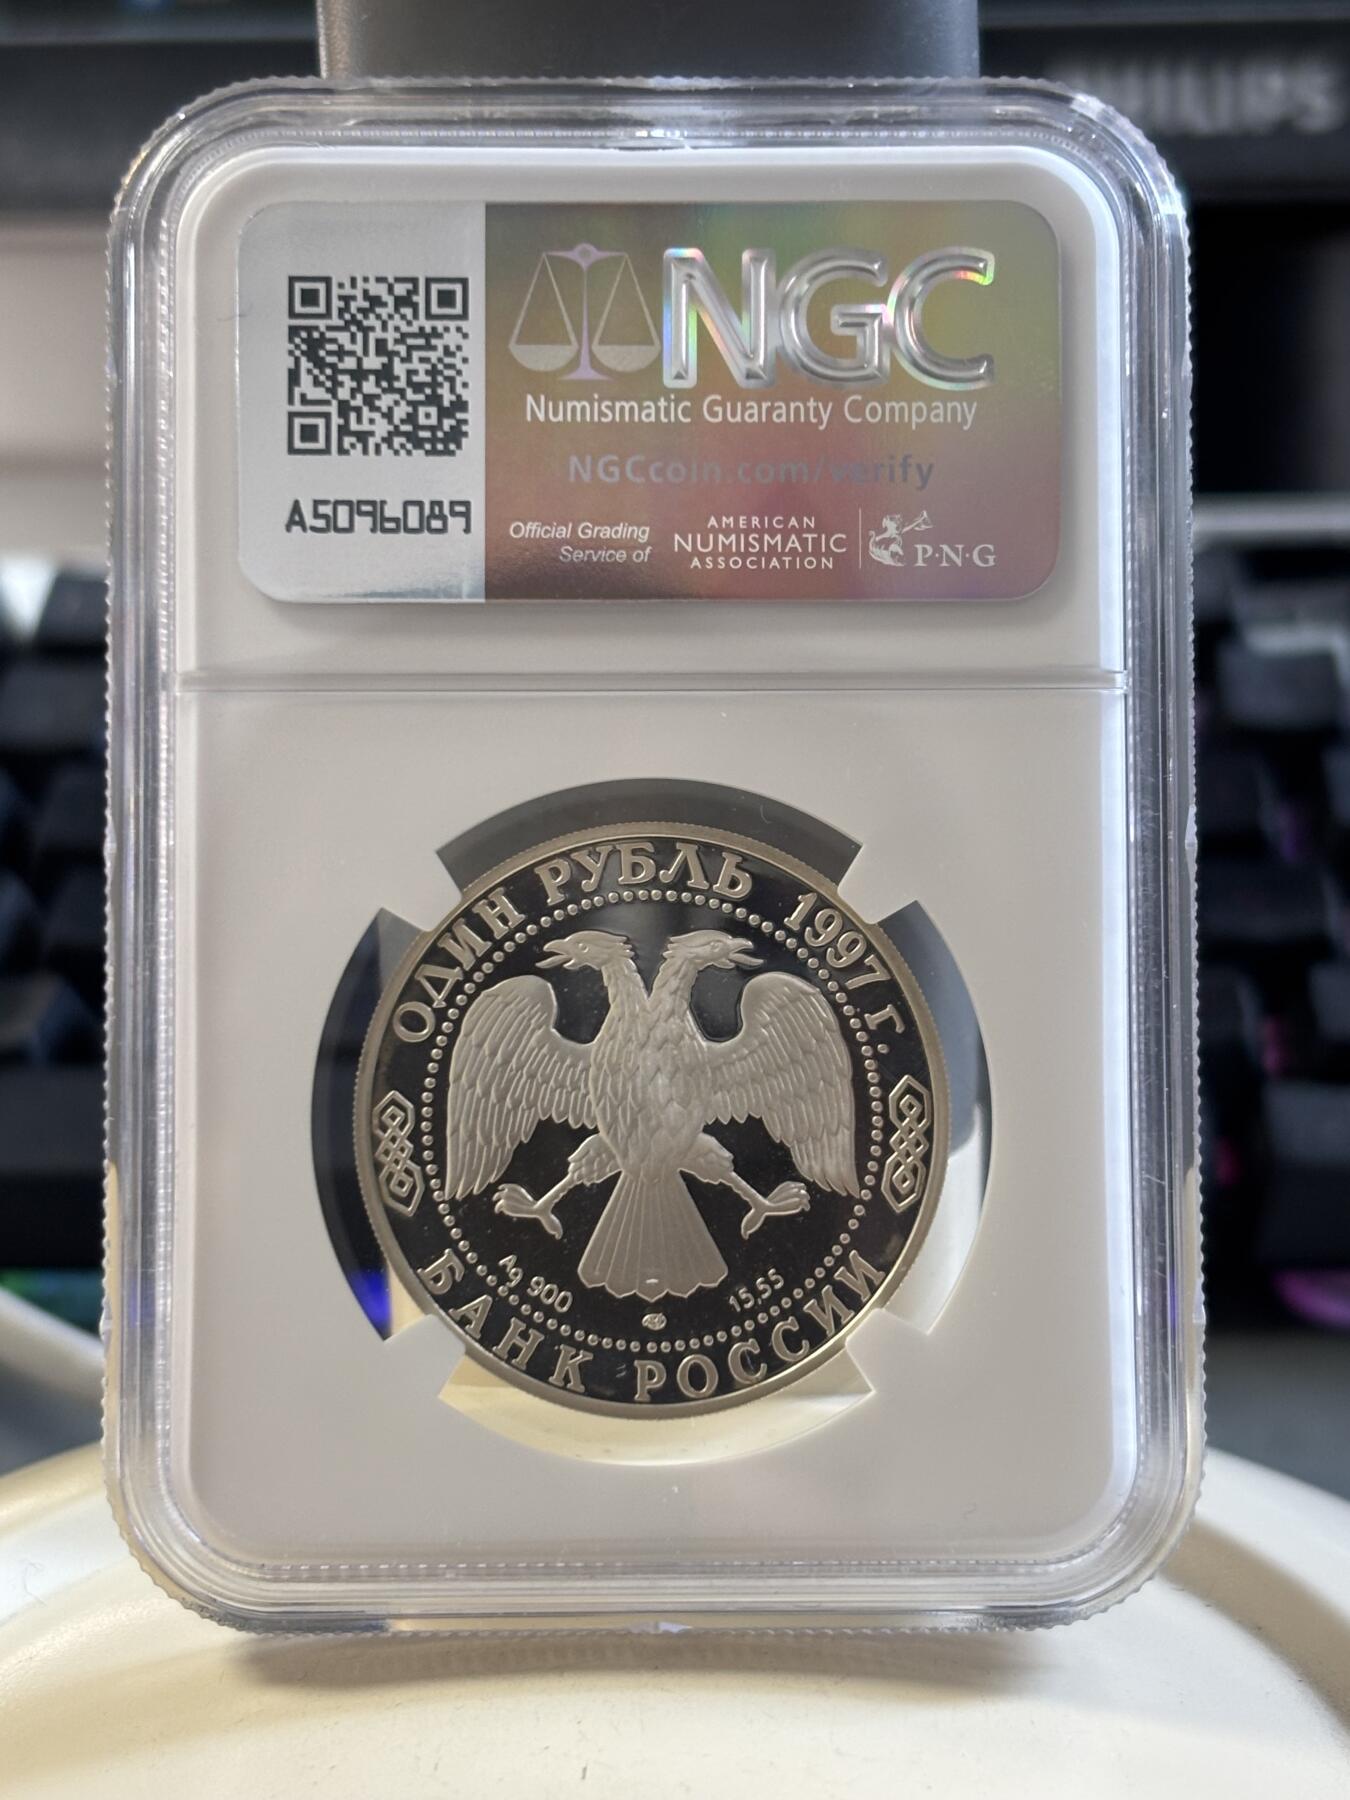 PHILIPS
NGC
Numismatic Guaranty Company
NGCcoin.com/verify
A5096089
Official Grading
Service of
AMERICAN
NUMISMATIC
ASSOCIATION
P·N·G
ОДИН РУБЛЬ 1997 г.
Ag 900
15,55
БАНК РОССИИ